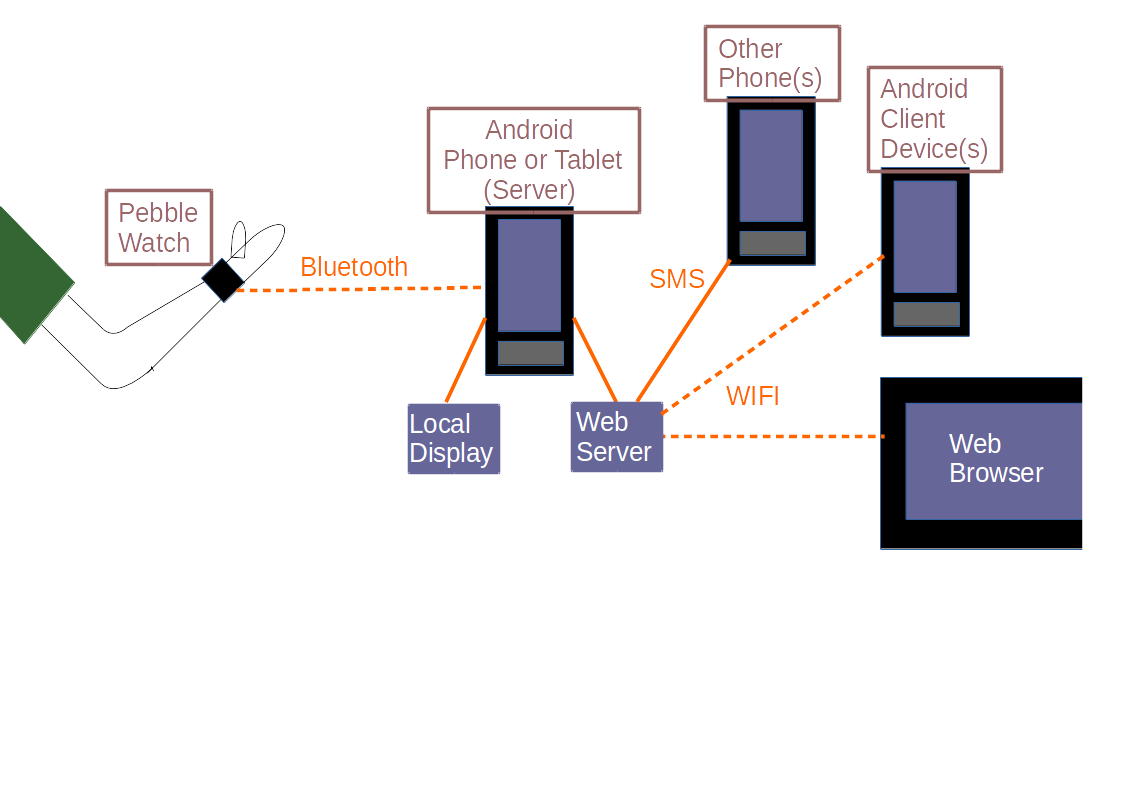 Pebble
Watch
Bluetooth
Android
Phone or Tablet
(Server)
Local
Display
Web
Server
SMS
Other
Phone(s)
Android
Client
Device(s)
WIFI
Web
Browser